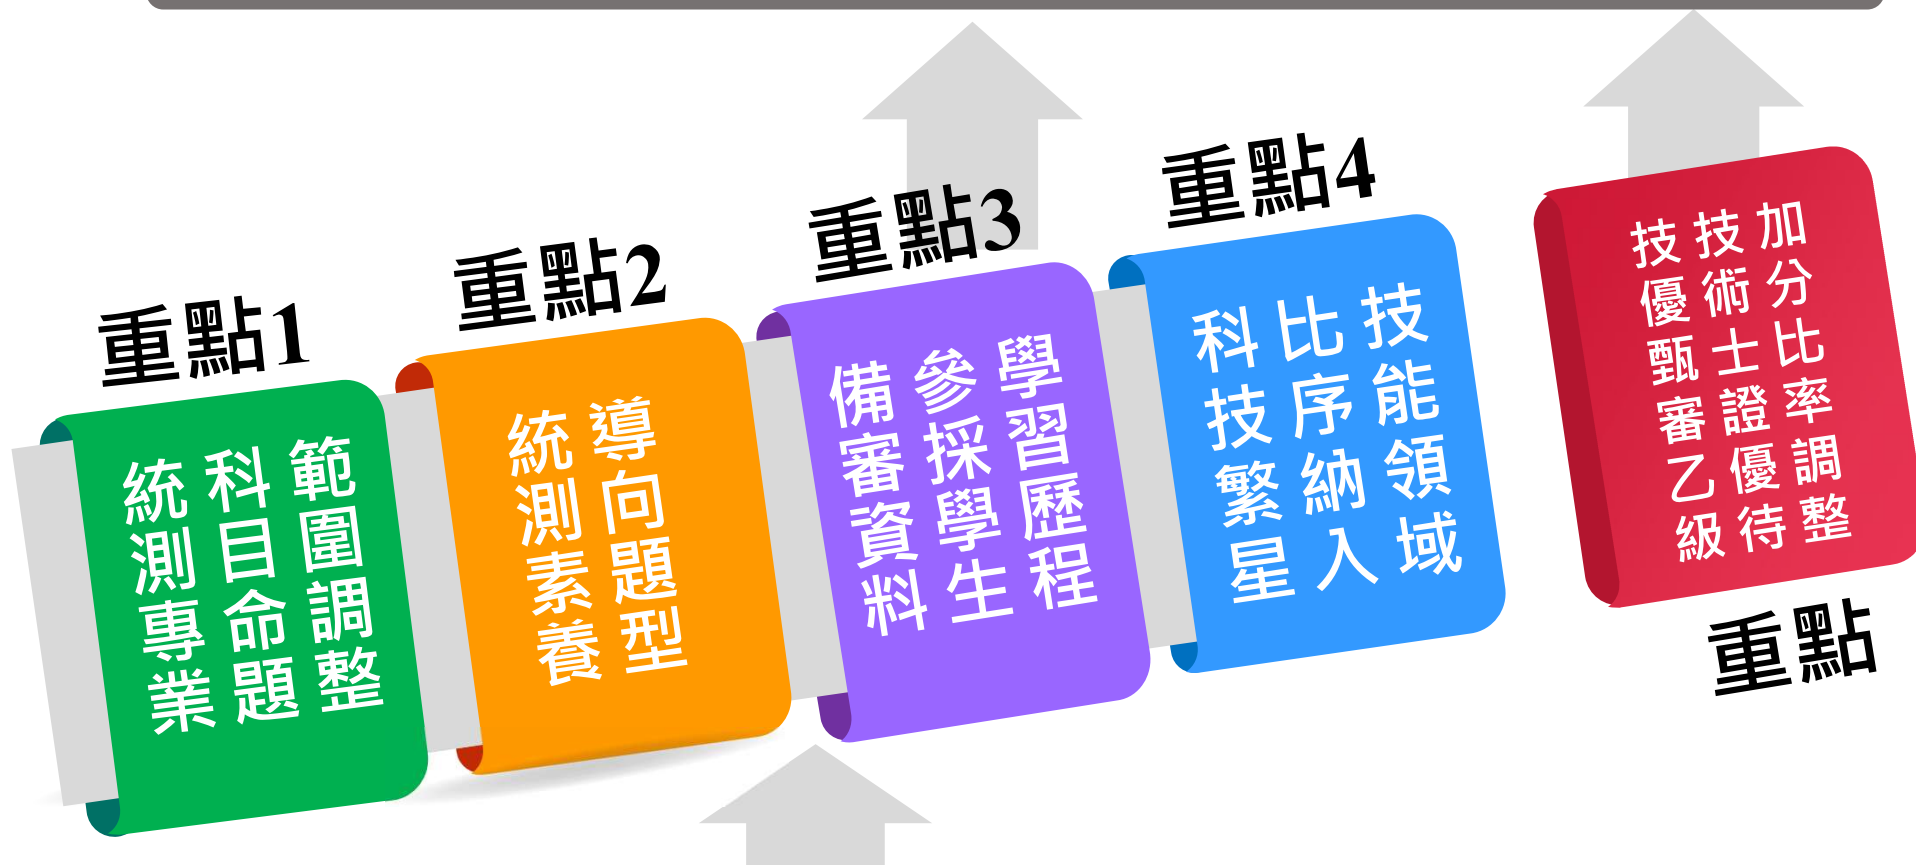 重點1
統測專業
科目命題
範圍調整
重點2
統測素養
導向題型
重點3
備審資料
參採學生
學習歷程
重點4
科技繁星
比序納入
技能領域
技優甄審乙級
技術士證優待
加分比率調整
重點